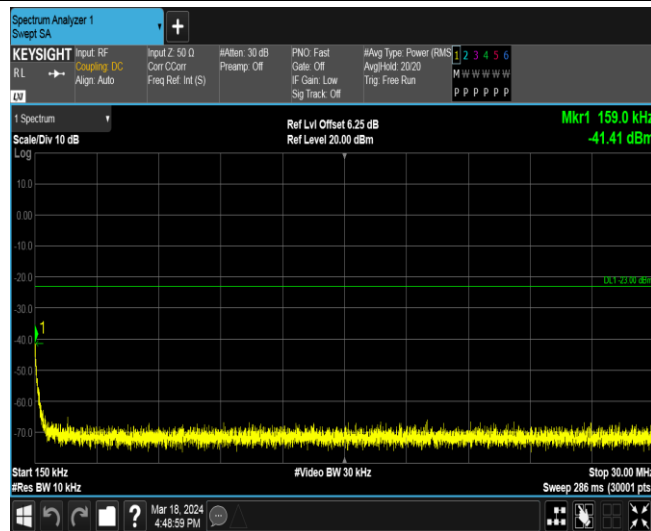 Spectrum Analyzer 1
Swept SA
KEYSIGHT
RL
Input: RF
Coupling: DC
Align: Auto
Input Z: 50 Ω
Corr CCorr
Freq Ref: Int (S)
#Atten: 30 dB
Preamp: Off
PNO: Fast
Gate: Off
IF Gain: Low
Sig Track: Off
#Avg Type: Power (RMS
Avg|Hold: 20/20
Trig: Free Run
1 2 3 4 5 6
M W W W W W
P P P P P P
1 Spectrum
Scale/Div 10 dB
Ref Lvl Offset 6.25 dB
Ref Level 20.00 dBm
Mkr1 159.0 kHz
-41.41 dBm
Log
10.0
0.00
-10.0
-20.0
DL1 -23.00 dBm
-30.0
1
-40.0
-50.0
-60.0
-70.0
Start 150 kHz
#Video BW 30 kHz
Stop 30.00 MHz
#Res BW 10 kHz
Sweep 286 ms (30001 pts
?
Mar 18, 2024
4:48:59 PM